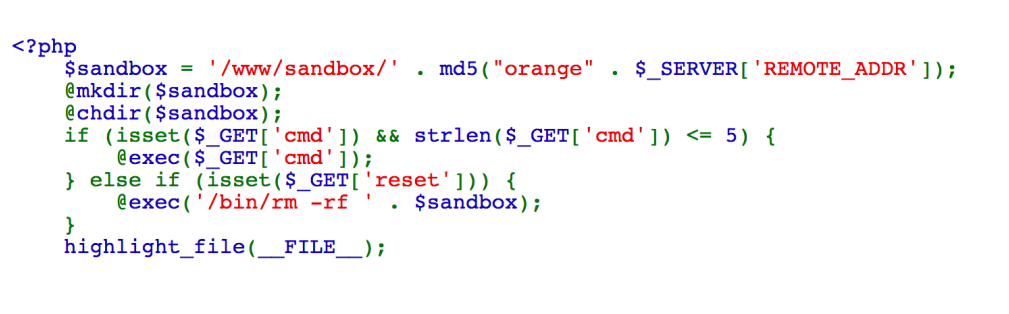 <?php
$sandbox = '/www/sandbox/' . md5("orange" . $_SERVER['REMOTE_ADDR']);
@mkdir($sandbox);
@chdir($sandbox);
if (isset($_GET['cmd']) && strlen($_GET['cmd']) <= 5) {
@exec($_GET['cmd']);
} else if (isset($_GET['reset'])) {
@exec('/bin/rm -rf ' . $sandbox);
}
highlight_file(__FILE__);